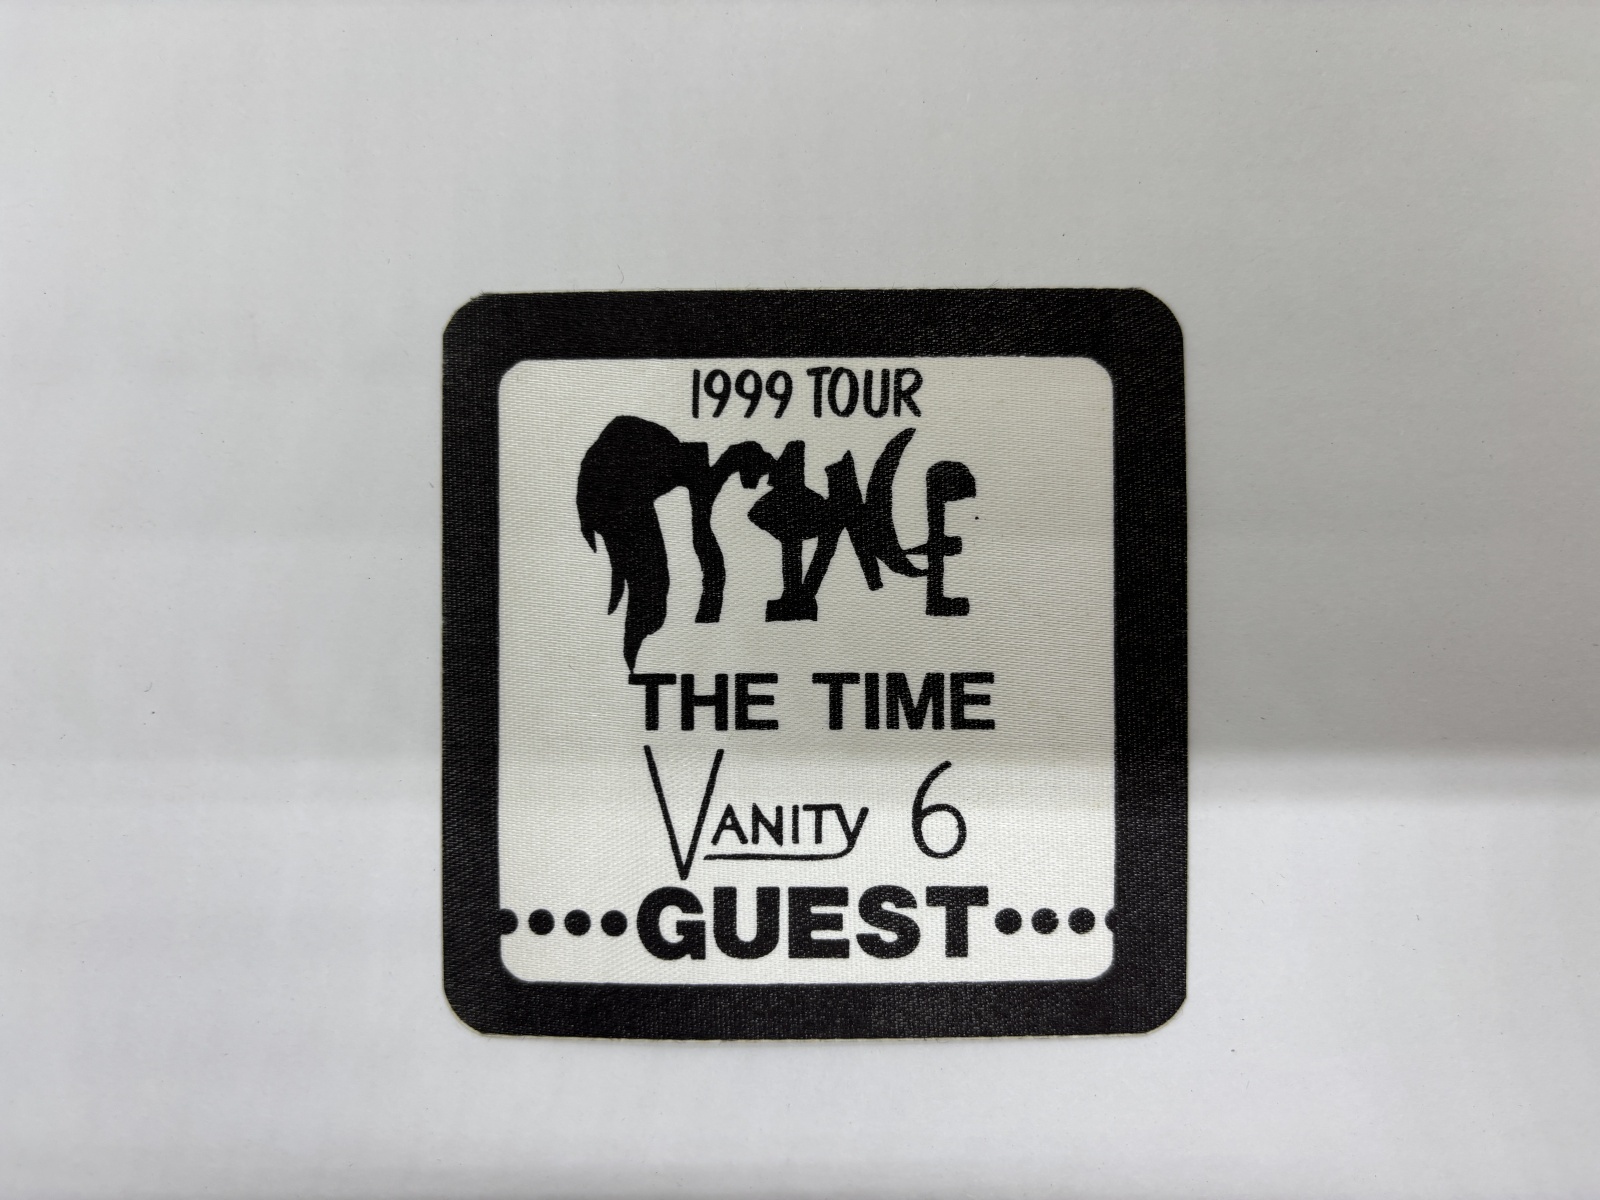 1999 TOUR
PRINCE
THE TIME
VANITY 6
GUEST